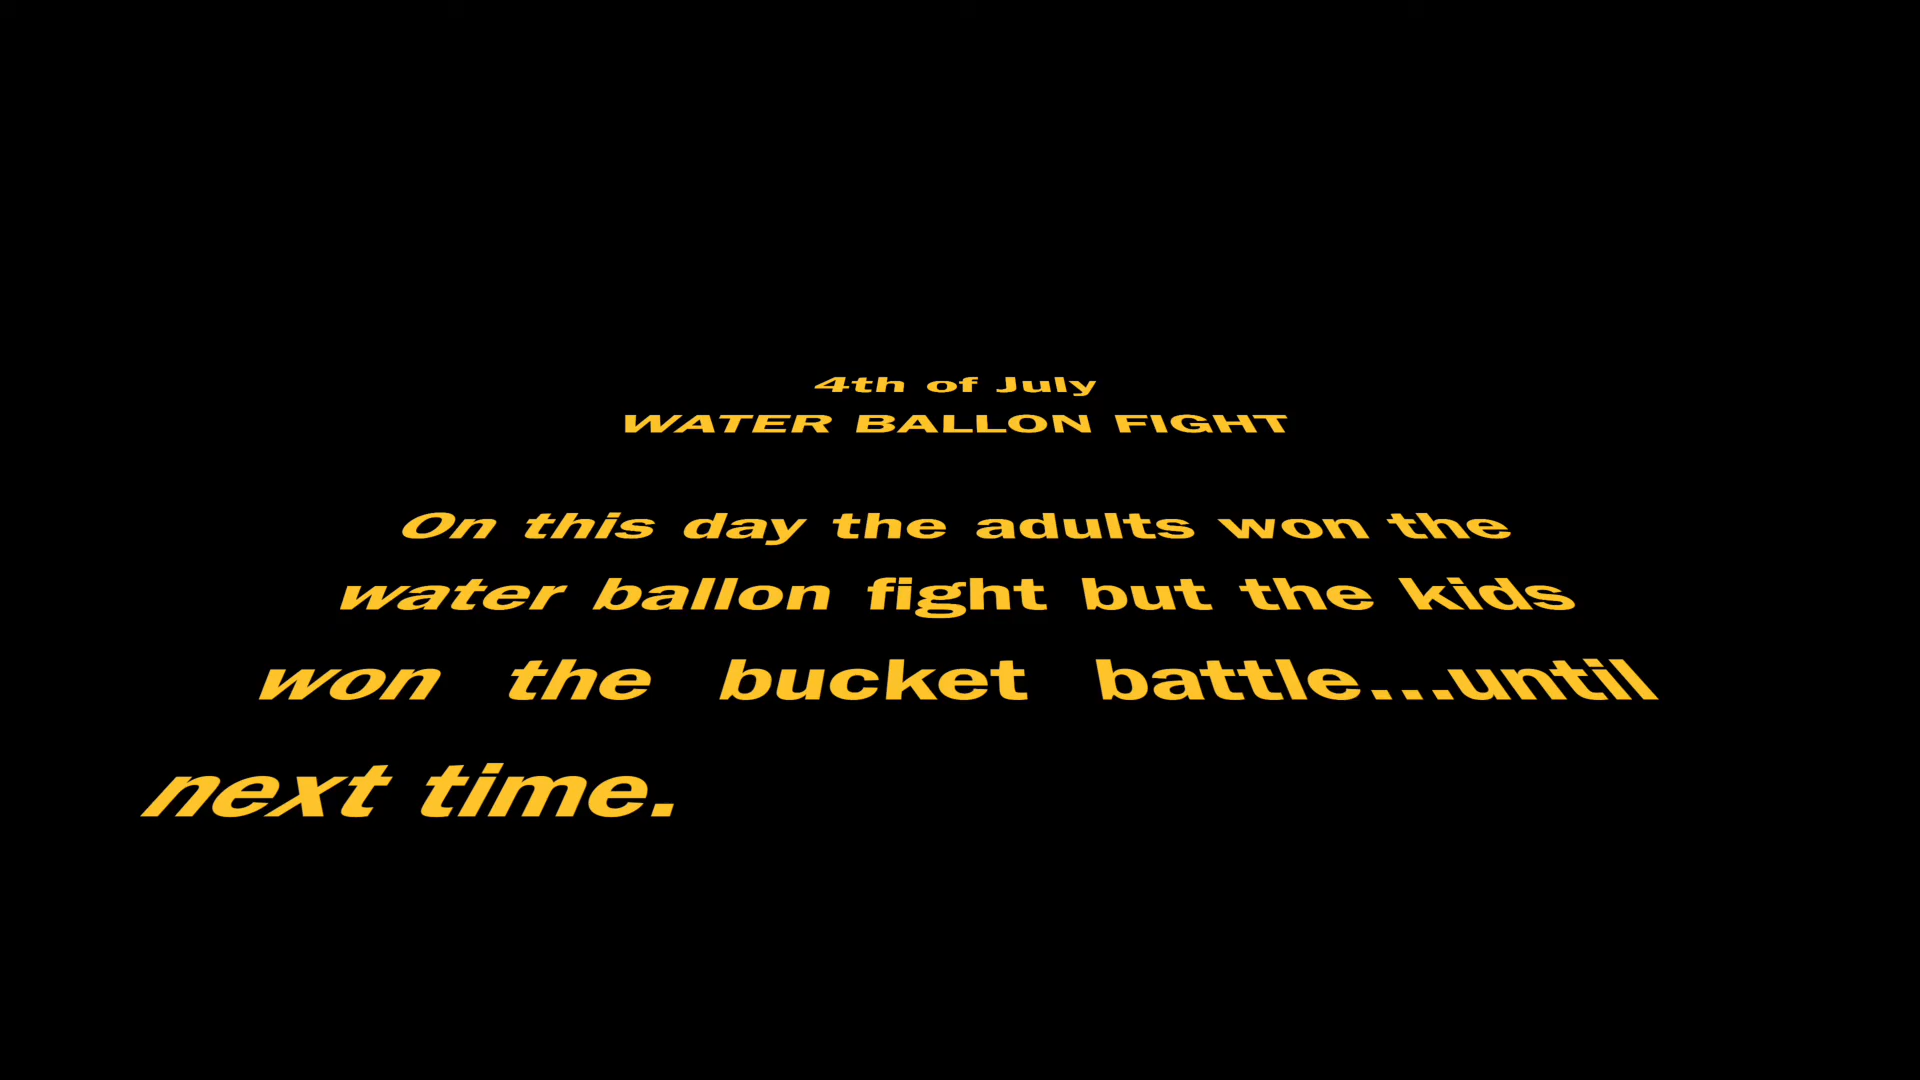 4th of July
WATER BALLON FIGHT
On this day the adults won the
water ballon fight but the kids
won the bucket battle...until
next time.